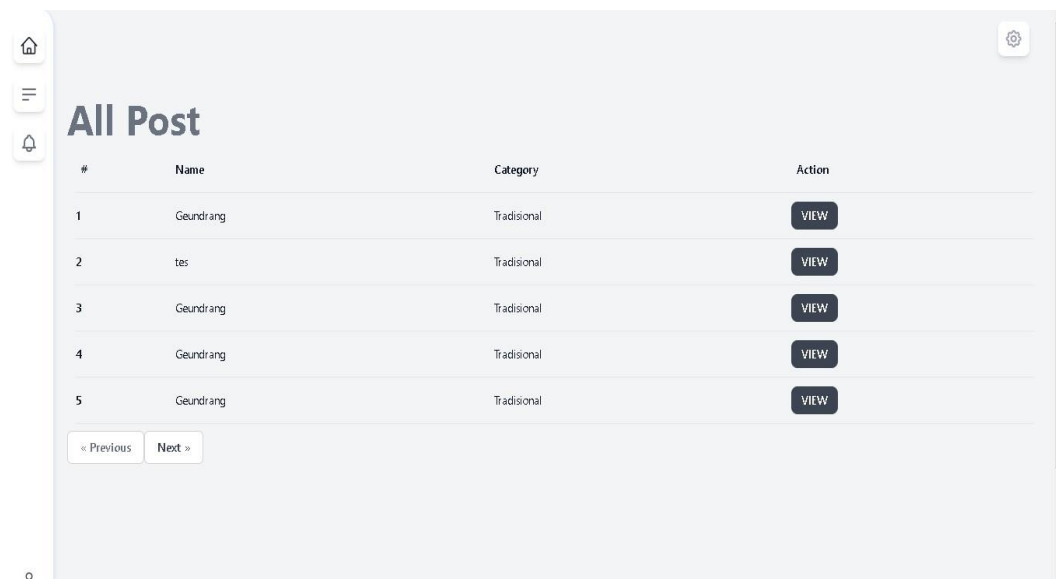 All Post
# Name Category Action
1 Geundrang Tradisional VIEW
2 tes Tradisional VIEW
3 Geundrang Tradisional VIEW
4 Geundrang Tradisional VIEW
5 Geundrang Tradisional VIEW
« Previous Next »